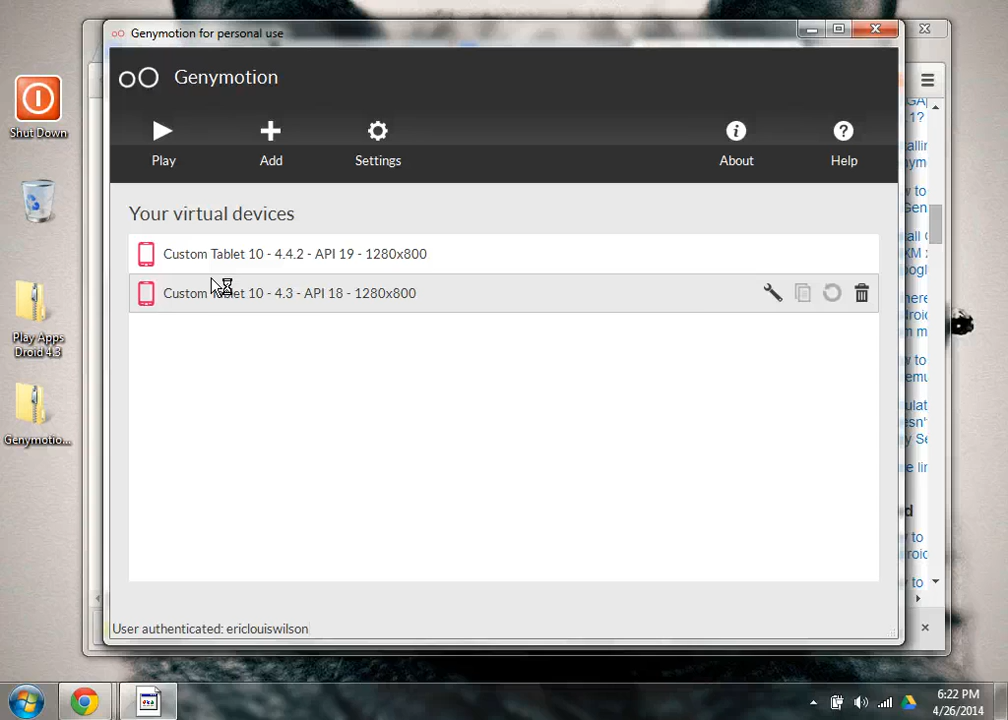 Genymotion for personal use
Genymotion
Play
Add
Settings
About
Help
Your virtual devices
Custom Tablet 10 - 4.4.2 - API 19 - 1280x800
Custom Tablet 10 - 4.3 - API 18 - 1280x800
User authenticated: ericlouiswilson
Shut Down
Play Apps
Droid 4.3
Genymotio...
1?
6:22 PM
4/26/2014